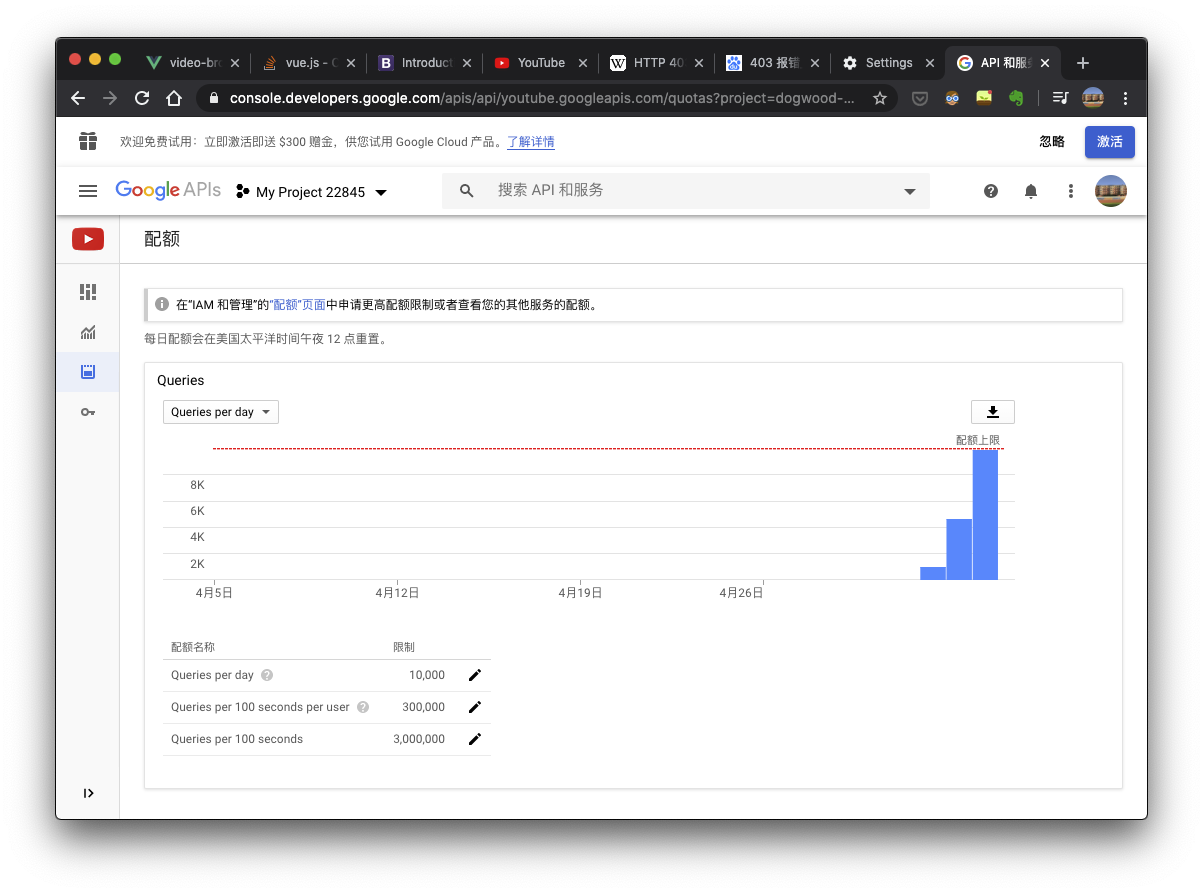 video-br
vue.js - C
Introduct
YouTube
HTTP 40
403 报错
Settings
API 和服务
console.developers.google.com/apis/api/youtube.googleapis.com/quotas?project=dogwood-...
欢迎免费试用：立即激活即送 $300 赠金，供您试用 Google Cloud 产品。了解详情
忽略
激活
Google APIs
My Project 22845
搜索 API 和服务
配额
在“IAM 和管理”的“配额”页面中申请更高配额限制或者查看您的其他服务的配额。
每日配额会在美国太平洋时间午夜 12 点重置。
Queries
Queries per day
配额上限
8K
6K
4K
2K
4月5日
4月12日
4月19日
4月26日
配额名称 限制
Queries per day 10,000
Queries per 100 seconds per user 300,000
Queries per 100 seconds 3,000,000